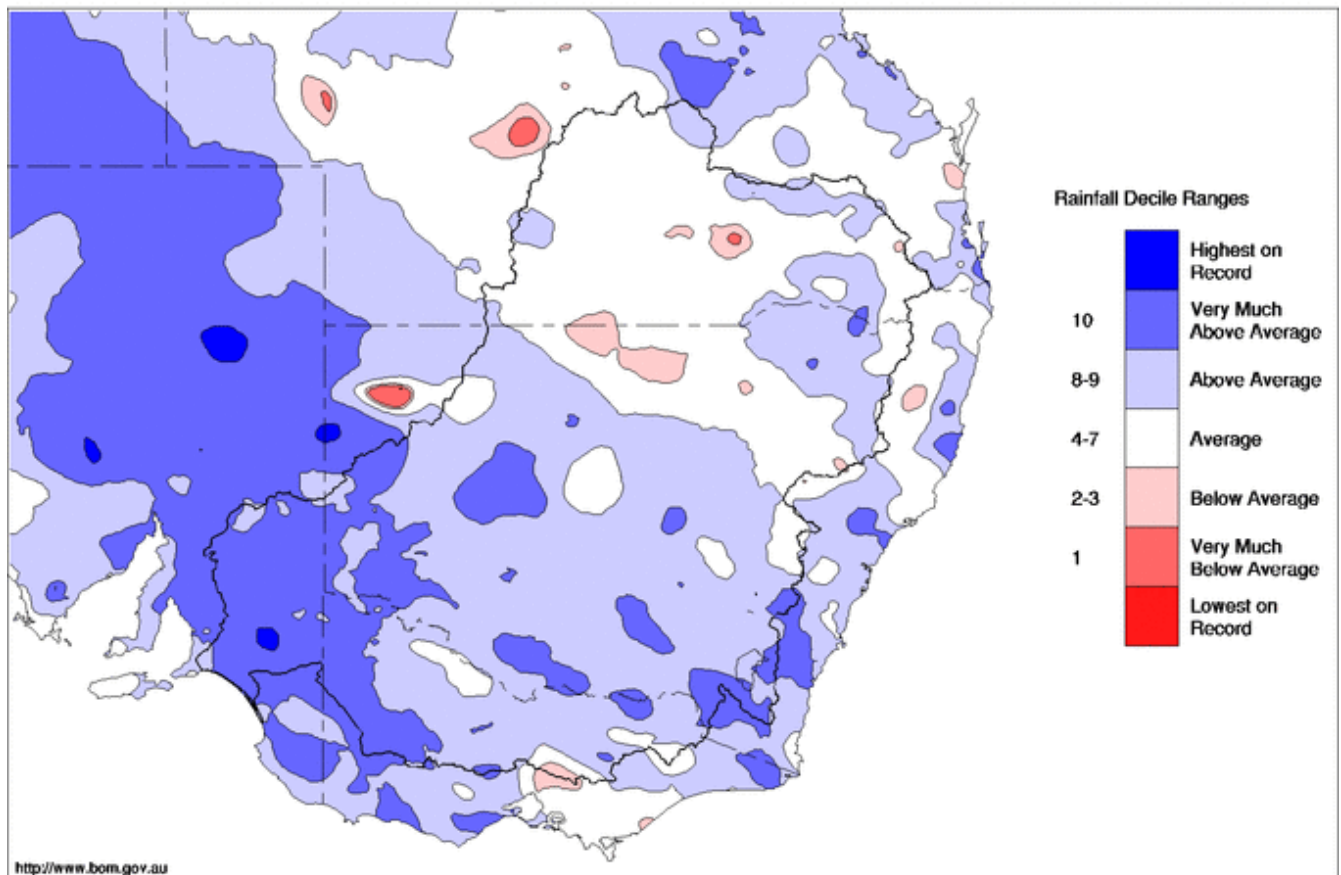 Rainfall Decile Ranges
Highest on
Record
10
Very Much
Above Average
8-9
Above Average
4-7
Average
2-3
Below Average
1
Very Much
Below Average
Lowest on
Record
http://www.bom.gov.au